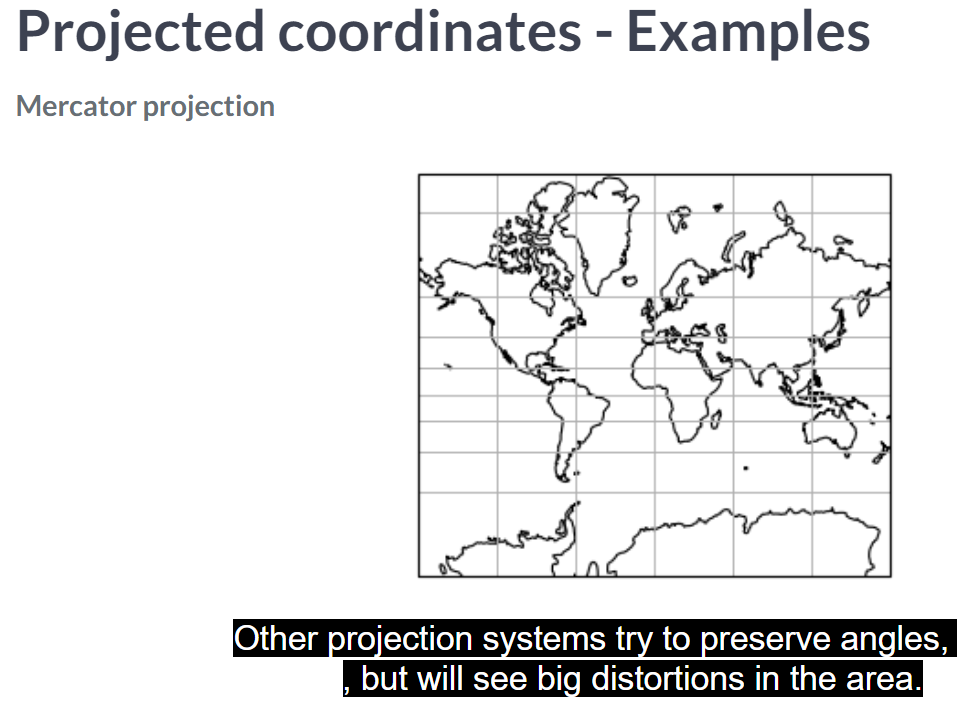 Projected coordinates - Examples
Mercator projection
Other projection systems try to preserve angles,
, but will see big distortions in the area.